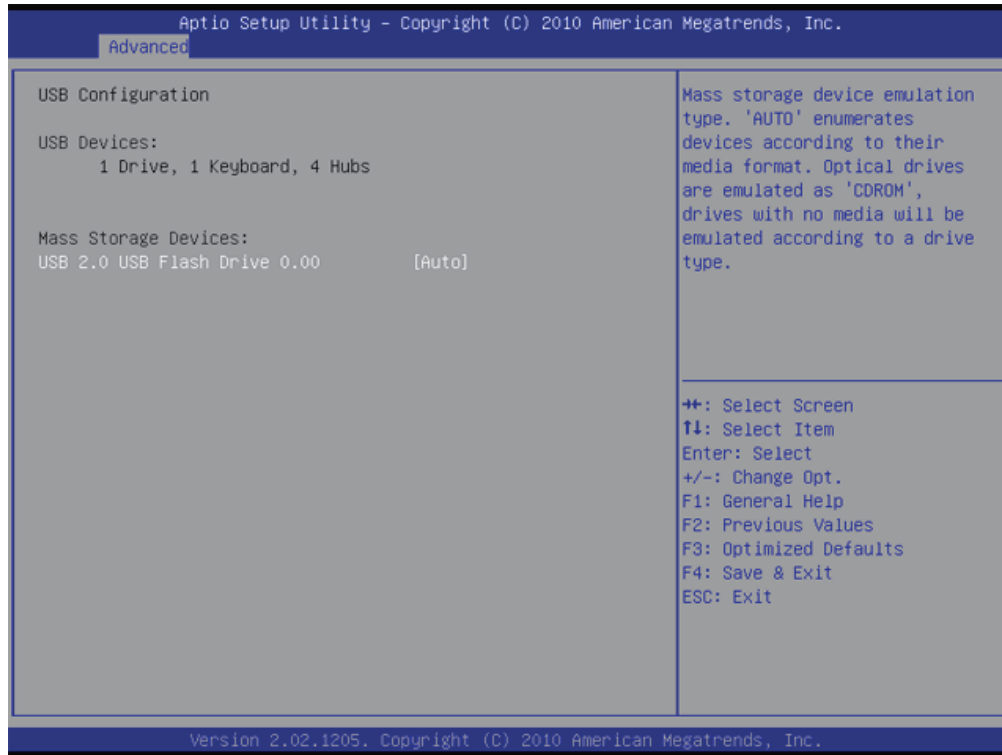 Aptio Setup Utility – Copyright (C) 2010 American Megatrends, Inc.
Advanced
USB Configuration
USB Devices:
1 Drive, 1 Keyboard, 4 Hubs
Mass Storage Devices:
USB 2.0 USB Flash Drive 0.00 [Auto]
Mass storage device emulation
type. 'AUTO' enumerates
devices according to their
media format. Optical drives
are emulated as 'CDROM',
drives with no media will be
emulated according to a drive
type.
→←: Select Screen
↑↓: Select Item
Enter: Select
+/-: Change Opt.
F1: General Help
F2: Previous Values
F3: Optimized Defaults
F4: Save & Exit
ESC: Exit
Version 2.02.1205. Copyright (C) 2010 American Megatrends, Inc.